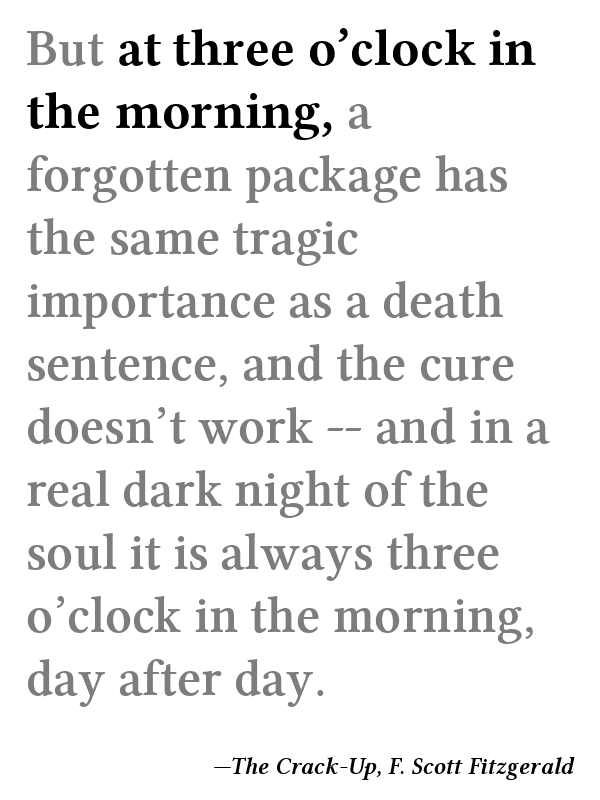 But at three o’clock in
the morning, a
forgotten package has
the same tragic
importance as a death
sentence, and the cure
doesn’t work -- and in a
real dark night of the
soul it is always three
o’clock in the morning,
day after day.
—The Crack-Up, F. Scott Fitzgerald